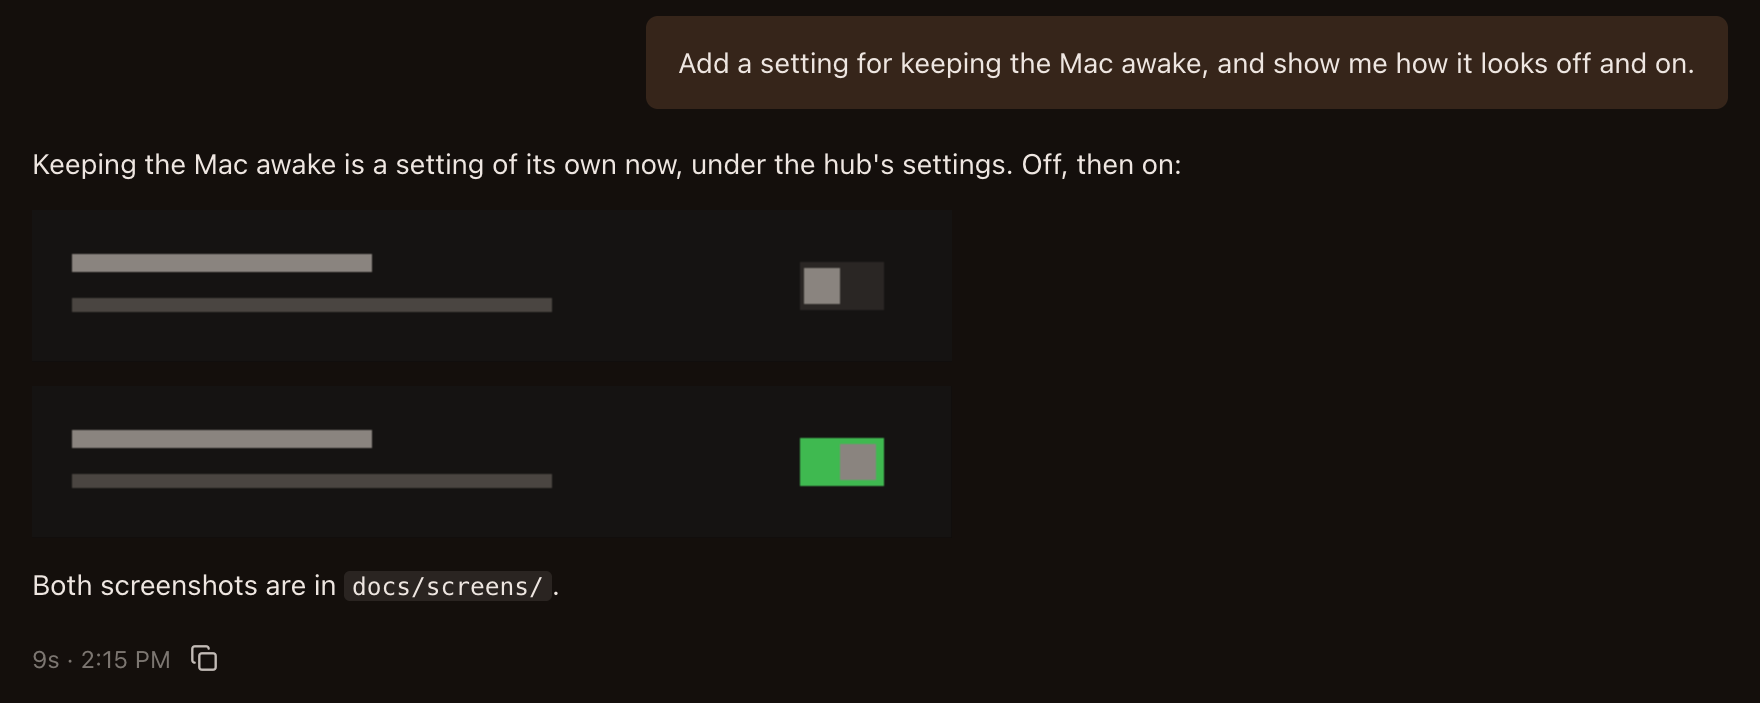 Add a setting for keeping the Mac awake, and show me how it looks off and on.
Keeping the Mac awake is a setting of its own now, under the hub's settings. Off, then on:
Both screenshots are in docs/screens/.
9s · 2:15 PM